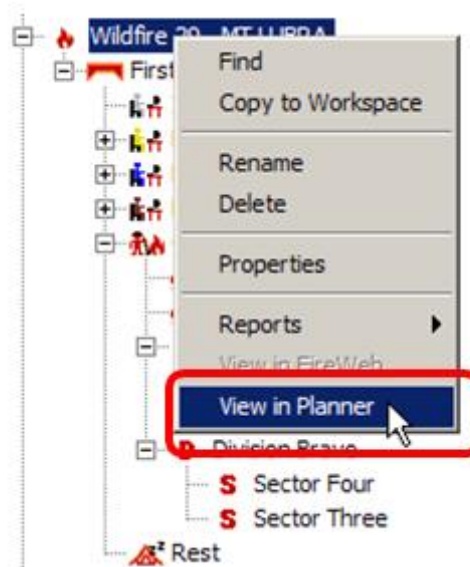 Wildfire 29 MT LUBRA
First
Find
Copy to Workspace
Rename
Delete
Properties
Reports
View in FireWeb
View in Planner
Division Bravo
S Sector Four
S Sector Three
Rest